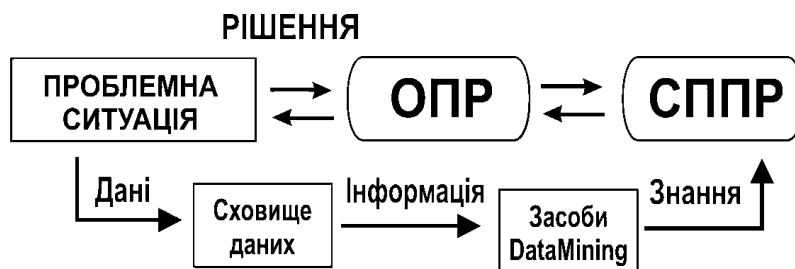 РІШЕННЯ
ПРОБЛЕМНА
СИТУАЦІЯ
ОПР
СППР
Дані
Сховище
даних
Інформація
Засоби
DataMining
Знання